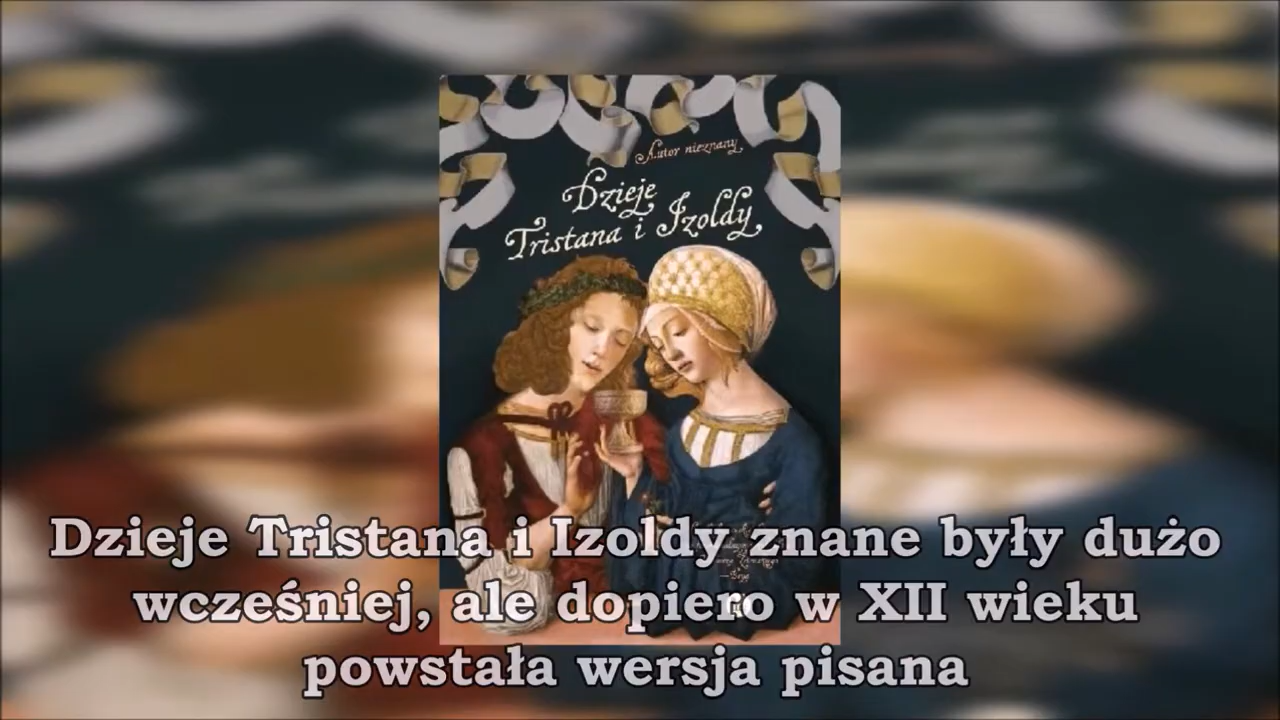 Autor nieznany
Dzieje
Tristana i Izoldy
Dzieje Tristana i Izoldy znane były dużo
wcześniej, ale dopiero w XII wieku
powstała wersja pisana